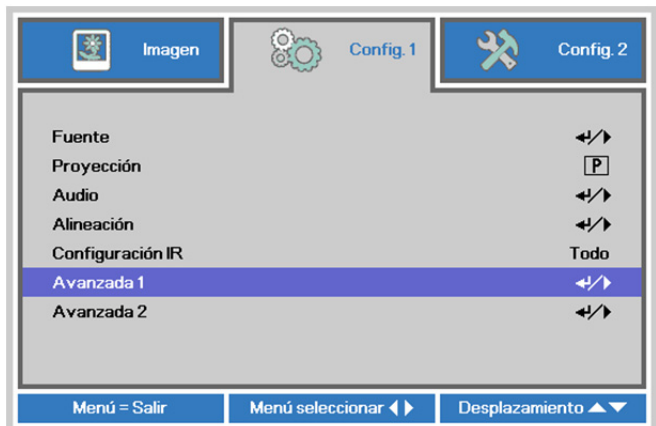 Imagen Config. 1 Config. 2
Fuente
Proyección P
Audio
Alineación
Configuración IR Todo
Avanzada 1
Avanzada 2
Menú = Salir Menú seleccionar Desplazamiento